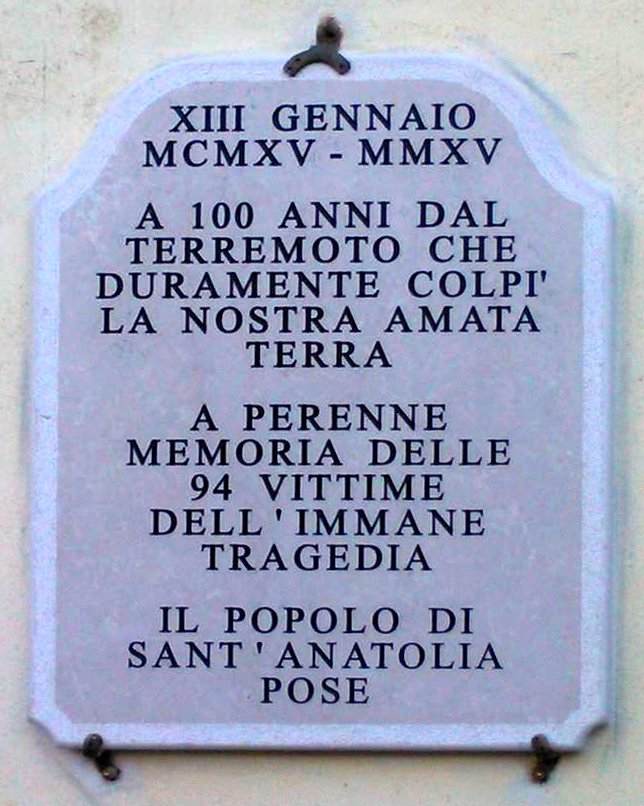 XIII GENNAIO
MCMXV - MMXV
A 100 ANNI DAL
TERREMOTO CHE
DURAMENTE COLPI'
LA NOSTRA AMATA
TERRA
A PERENNE
MEMORIA DELLE
94 VITTIME
DELL'IMMANE
TRAGEDIA
IL POPOLO DI
SANT'ANATOLIA
POSE